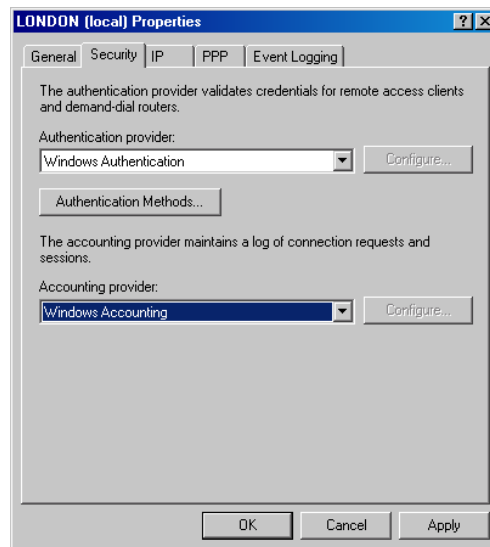 LONDON (local) Properties
General Security IP PPP Event Logging
The authentication provider validates credentials for remote access clients
and demand-dial routers.
Authentication provider:
Windows Authentication
Configure...
Authentication Methods...
The accounting provider maintains a log of connection requests and
sessions.
Accounting provider:
Windows Accounting
Configure...
OK Cancel Apply